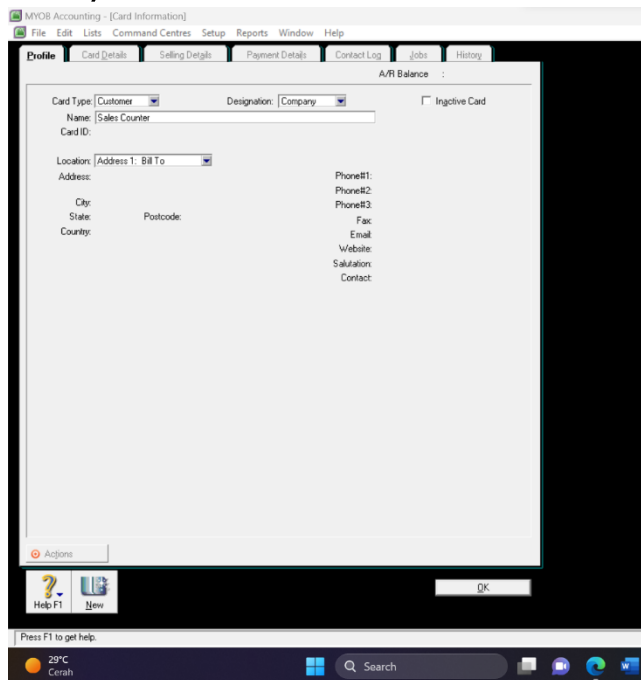 MYOB Accounting - [Card Information]
File Edit Lists Command Centres Setup Reports Window Help
Profile Card Details Selling Details Payment Details Contact Log Jobs History
A/R Balance :
Card Type: Customer Designation: Company Inactive Card
Name: Sales Counter
Card ID:
Location: Address 1: Bill To
Address: Phone#1:
Phone#2:
City: Phone#3:
State: Postcode: Fax:
Country: Email:
Website:
Salutation:
Contact:
Actions
Help F1 New OK
Press F1 to get help.
29°C
Cerah
Search